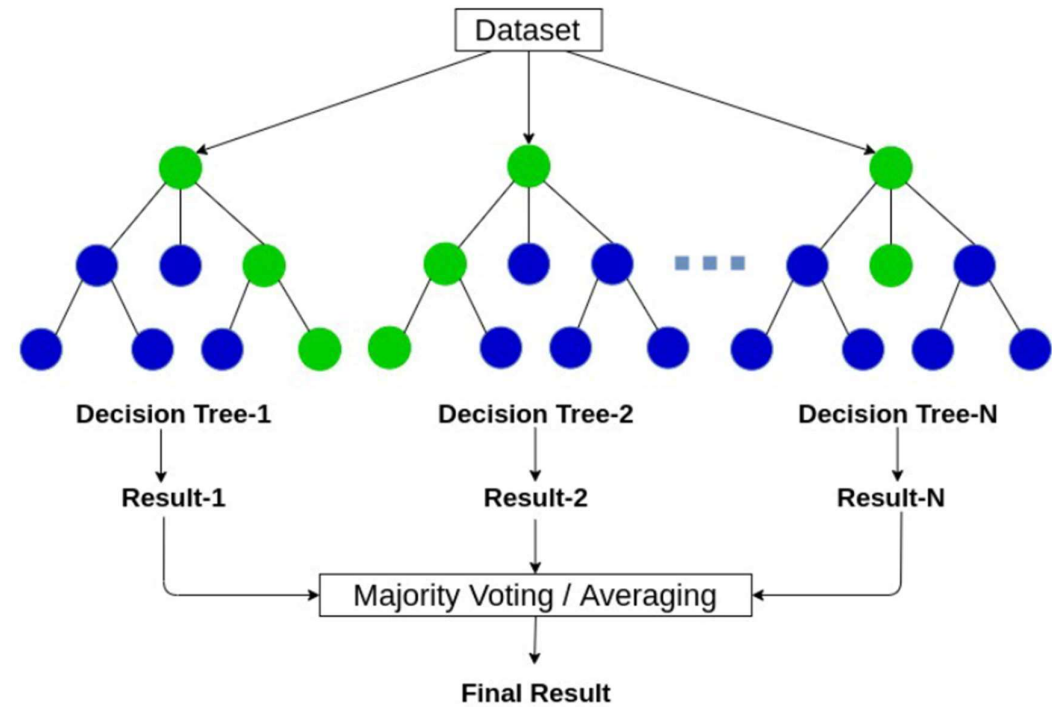 Dataset
Decision Tree-1
Decision Tree-2
Decision Tree-N
Result-1
Result-2
Result-N
Majority Voting / Averaging
Final Result